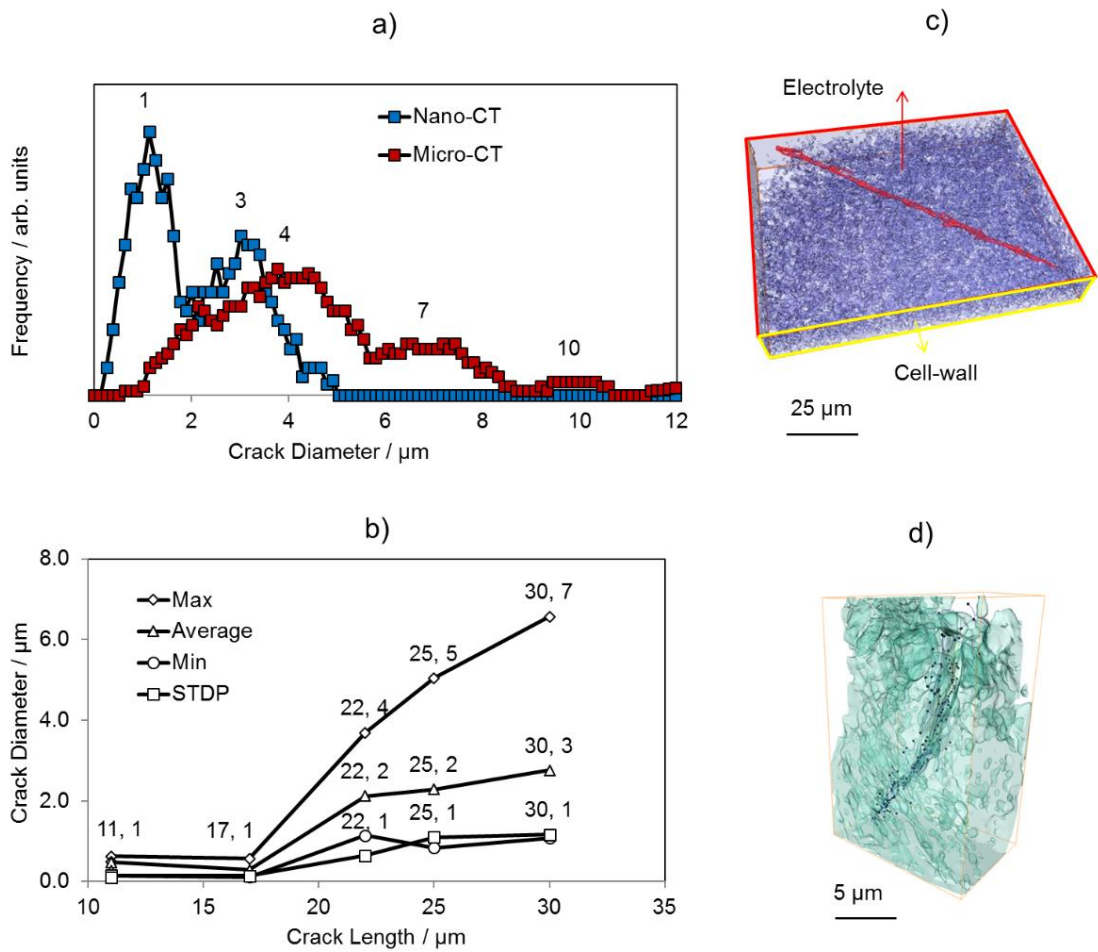 a)
1
3
4
7
10
Nano-CT
Micro-CT
Frequency / arb. units
0 2 4 6 8 10 12
Crack Diameter / µm
c)
Electrolyte
Cell-wall
25 µm
b)
8.0
6.0
4.0
2.0
0.0
Max
Average
Min
STDP
11, 1
17, 1
22, 4
25, 5
30, 7
22, 2
25, 2
30, 3
22, 1
25, 1
30, 1
Crack Diameter / µm
10 15 20 25 30 35
Crack Length / µm
d)
5 µm